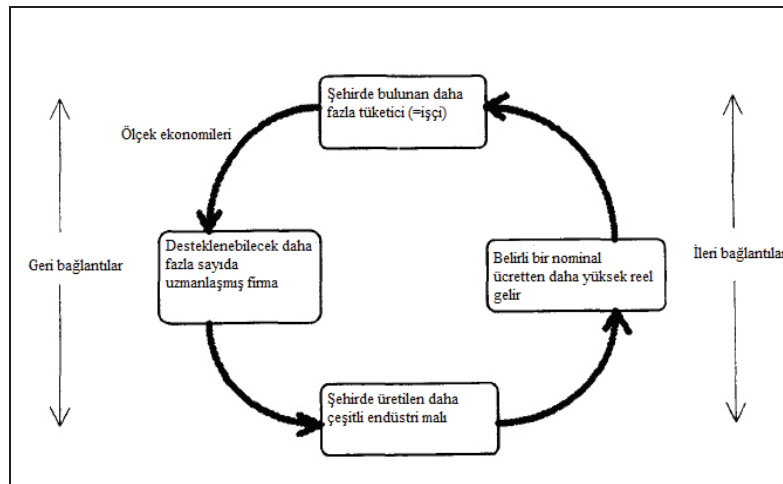 Şehirde bulunan daha
fazla tüketici (=işçi)
Ölçek ekonomileri
Desteklenebilecek daha
fazla sayıda
uzmanlaşmış firma
Geri bağlantılar
Belirli bir nominal
ücretten daha yüksek reel
gelir
İleri bağlantılar
Şehirde üretilen daha
çeşitli endüstri malı